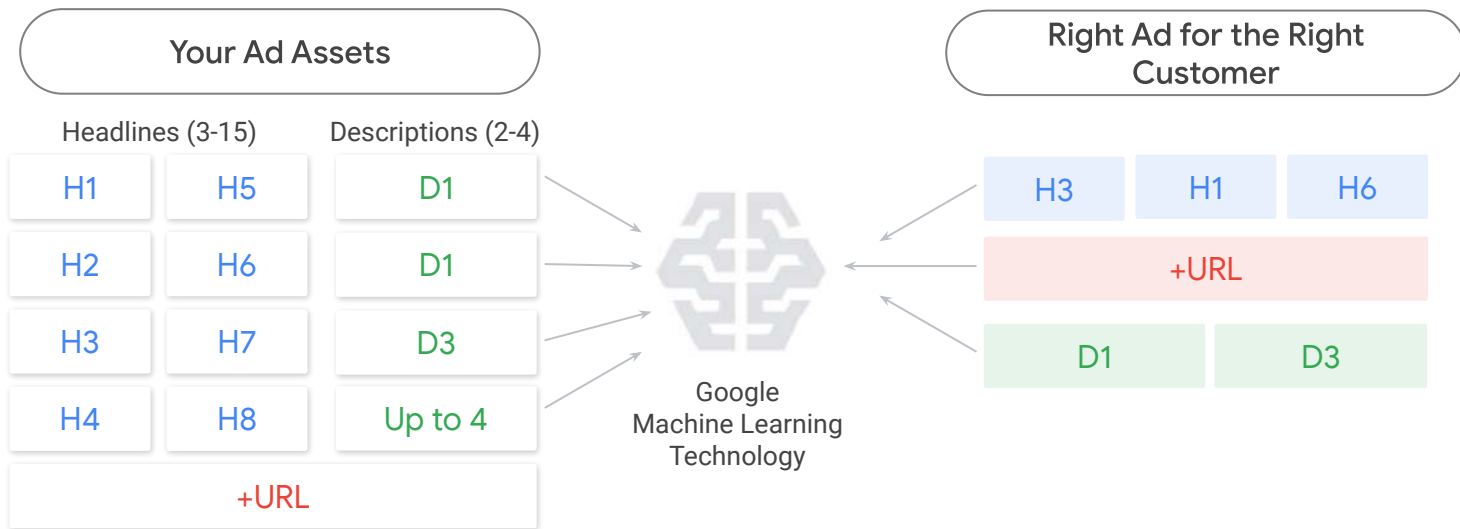 Your Ad Assets
Right Ad for the Right
Customer
Headlines (3-15)
Descriptions (2-4)
H1 H5 D1
H2 H6 D1
H3 H7 D3
H4 H8 Up to 4
+URL
Google
Machine Learning
Technology
H3 H1 H6
+URL
D1 D3